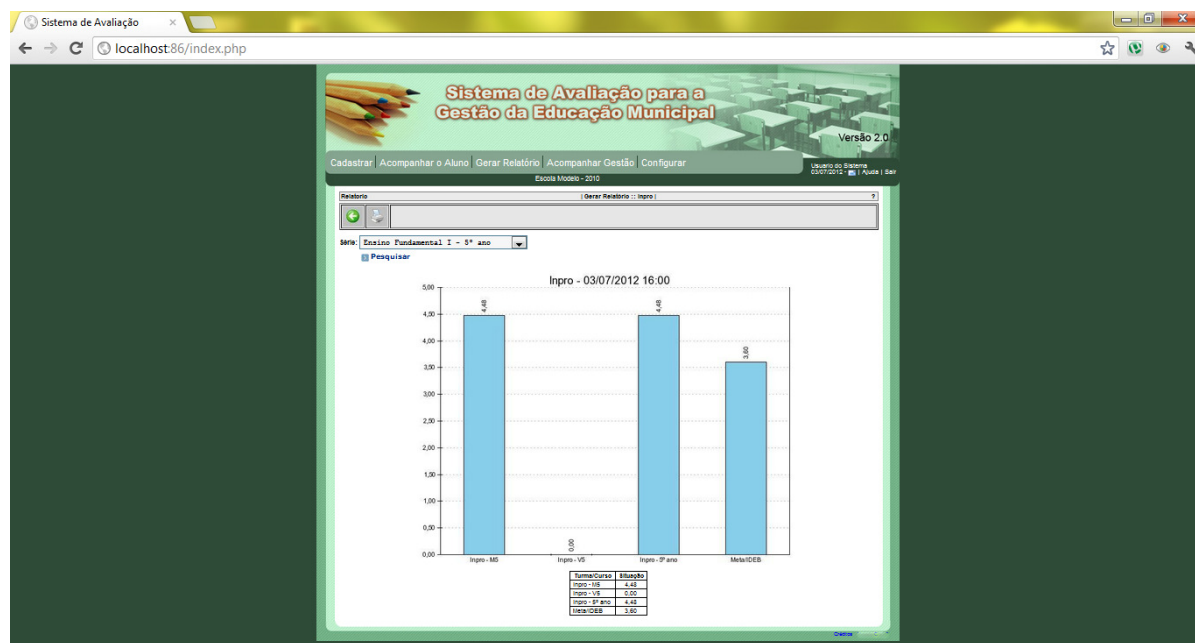 Sistema de Avaliação
localhost:86/index.php
Sistema de Avaliação para a
Gestão da Educação Municipal
Versão 2.0
Cadastrar | Acompanhar o Aluno | Gerar Relatório | Acompanhar Gestão | Configurar
Usuario do Sistema
03/07/2012 - | Ajuda | Sair
Escola Modelo - 2010
Relatorio | Gerar Relatório :: Inpro | ?
Série: Ensino Fundamental I - 5º ano
Pesquisar
Inpro - 03/07/2012 16:00
5,00
4,50
4,00
3,50
3,00
2,50
2,00
1,50
1,00
0,50
0,00
4,48
0,00
4,48
3,60
Inpro - M5 Inpro - V5 Inpro - 5º ano Meta/IDEB
Turma/Curso Situação
Inpro - M5 4,48
Inpro - V5 0,00
Inpro - 5º ano 4,48
Meta/IDEB 3,60